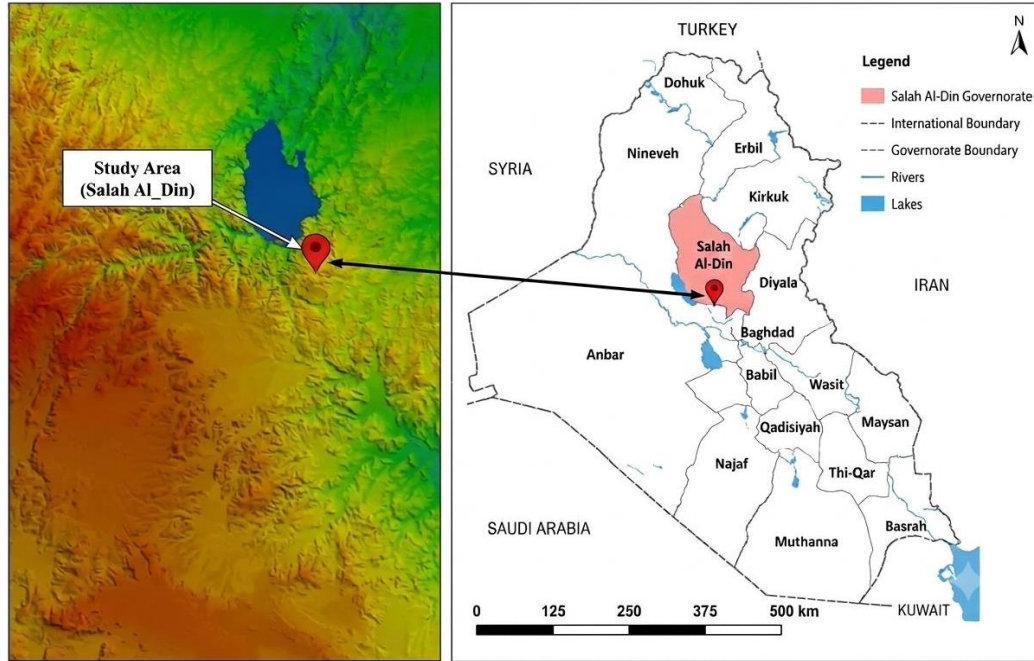 Study Area
(Salah Al_Din)
TURKEY
N
Legend
Salah Al-Din Governorate
International Boundary
Governorate Boundary
Rivers
Lakes
Dohuk
Nineveh
Erbil
SYRIA
Kirkuk
Salah
Al-Din
Diyala
IRAN
Baghdad
Anbar
Babil
Wasit
Qadisiyah
Maysan
Najaf
Thi-Qar
SAUDI ARABIA
Muthanna
Basrah
KUWAIT
0 125 250 375 500 km